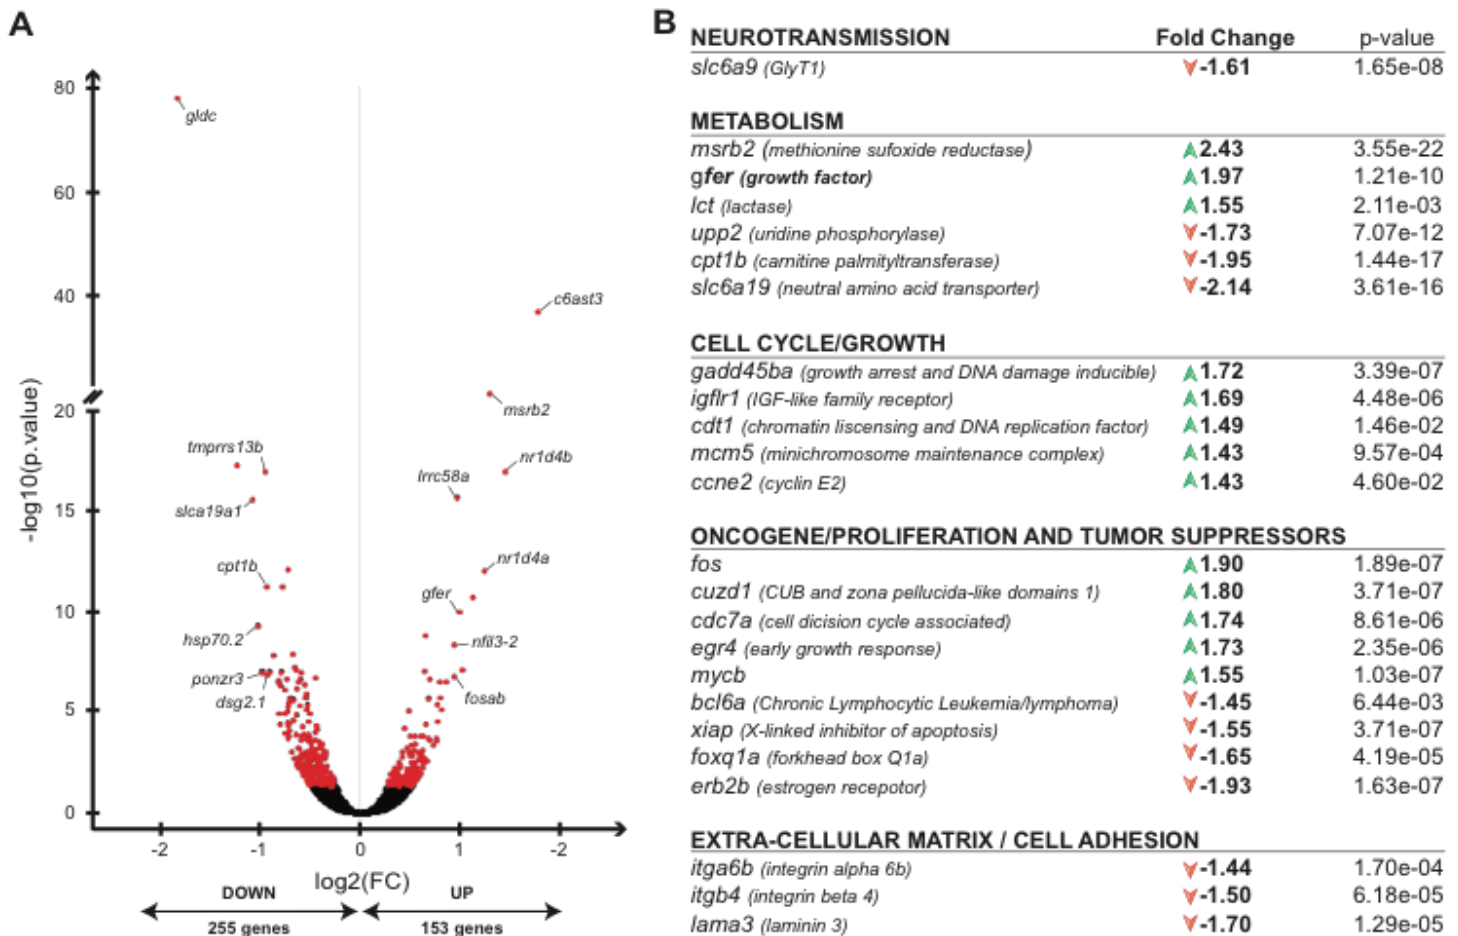 A
80
60
40
20
15
10
5
0
-log10(p.value)
gldc
c6ast3
msrb2
tmprrs13b
nr1d4b
lrrc58a
slca19a1
nr1d4a
cpt1b
gfer
hsp70.2
nfil3-2
ponzr3
dsg2.1
fosab
-2 -1 0 1 -2
log2(FC)
DOWN UP
255 genes 153 genes
B
NEUROTRANSMISSION Fold Change p-value
slc6a9 (GlyT1) -1.61 1.65e-08
METABOLISM
msrb2 (methionine sufoxide reductase) 2.43 3.55e-22
gfer (growth factor) 1.97 1.21e-10
lct (lactase) 1.55 2.11e-03
upp2 (uridine phosphorylase) -1.73 7.07e-12
cpt1b (carnitine palmityltransferase) -1.95 1.44e-17
slc6a19 (neutral amino acid transporter) -2.14 3.61e-16
CELL CYCLE/GROWTH
gadd45ba (growth arrest and DNA damage inducible) 1.72 3.39e-07
igflr1 (IGF-like family receptor) 1.69 4.48e-06
cdt1 (chromatin liscensing and DNA replication factor) 1.49 1.46e-02
mcm5 (minichromosome maintenance complex) 1.43 9.57e-04
ccne2 (cyclin E2) 1.43 4.60e-02
ONCOGENE/PROLIFERATION AND TUMOR SUPPRESSORS
fos 1.90 1.89e-07
cuzd1 (CUB and zona pellucida-like domains 1) 1.80 3.71e-07
cdc7a (cell dicision cycle associated) 1.74 8.61e-06
egr4 (early growth response) 1.73 2.35e-06
mycb 1.55 1.03e-07
bcl6a (Chronic Lymphocytic Leukemia/lymphoma) -1.45 6.44e-03
xiap (X-linked inhibitor of apoptosis) -1.55 3.71e-07
foxq1a (forkhead box Q1a) -1.65 4.19e-05
erb2b (estrogen recepotor) -1.93 1.63e-07
EXTRA-CELLULAR MATRIX / CELL ADHESION
itga6b (integrin alpha 6b) -1.44 1.70e-04
itgb4 (integrin beta 4) -1.50 6.18e-05
lama3 (laminin 3) -1.70 1.29e-05